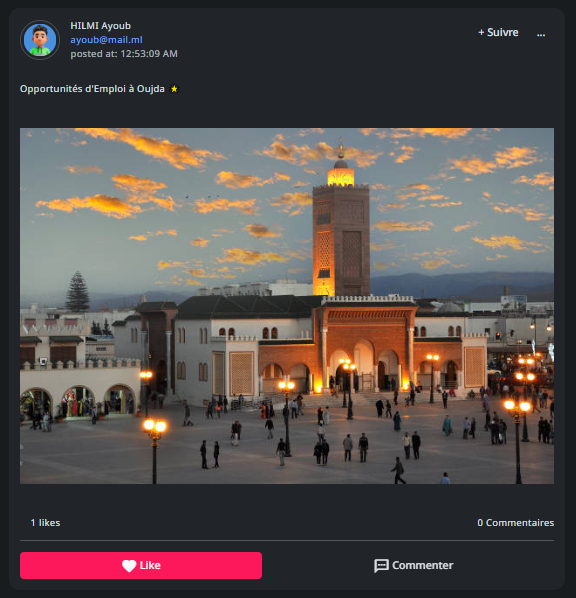 HILMI Ayoub
ayoub@mail.ml
posted at: 12:53:09 AM
+ Suivre
...
Opportunités d'Emploi à Oujda ⭐
1 likes
0 Commentaires
Like
Commenter